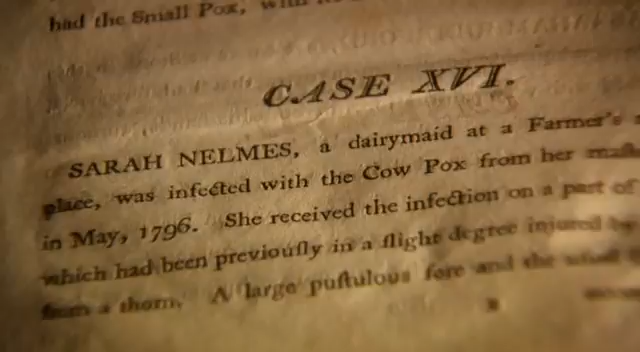 had the Small Pox,
CASE XVI.
SARAH NELMES, a dairymaid at a Farmer's
place, was infected with the Cow Pox from her
in May, 1796. She received the infection on a part of
which had been previouſly in a ſlight degree injured
from a thorn. A large puſtulous ſore and the